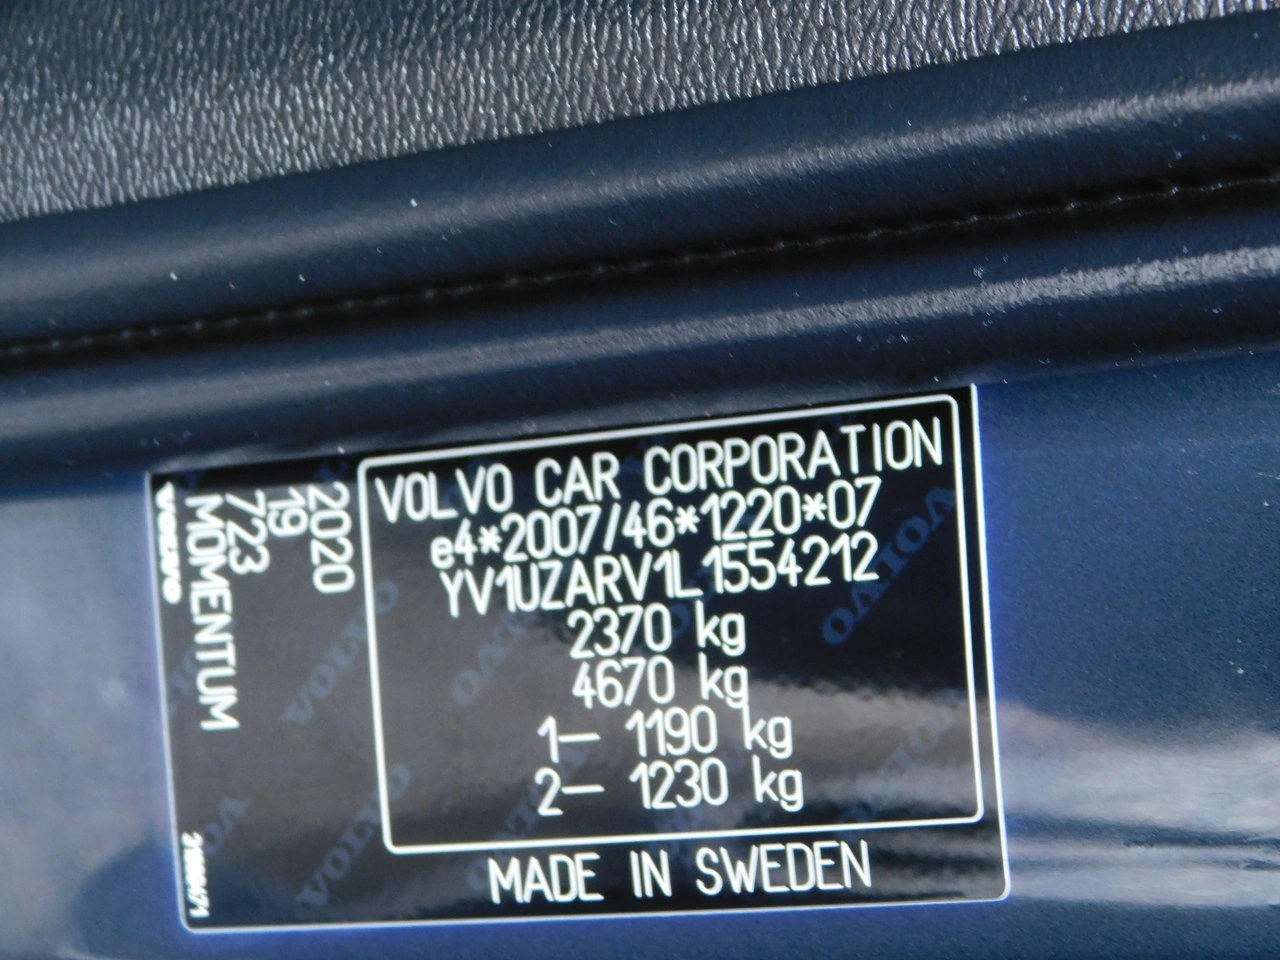 VOLVO CAR CORPORATION
e4*2007/46*1220*07
YV1UZARV1L1554212
2370 kg
4670 kg
1– 1190 kg
2– 1230 kg
MADE IN SWEDEN
2020
19
723
MOMENTUM
VOLVO